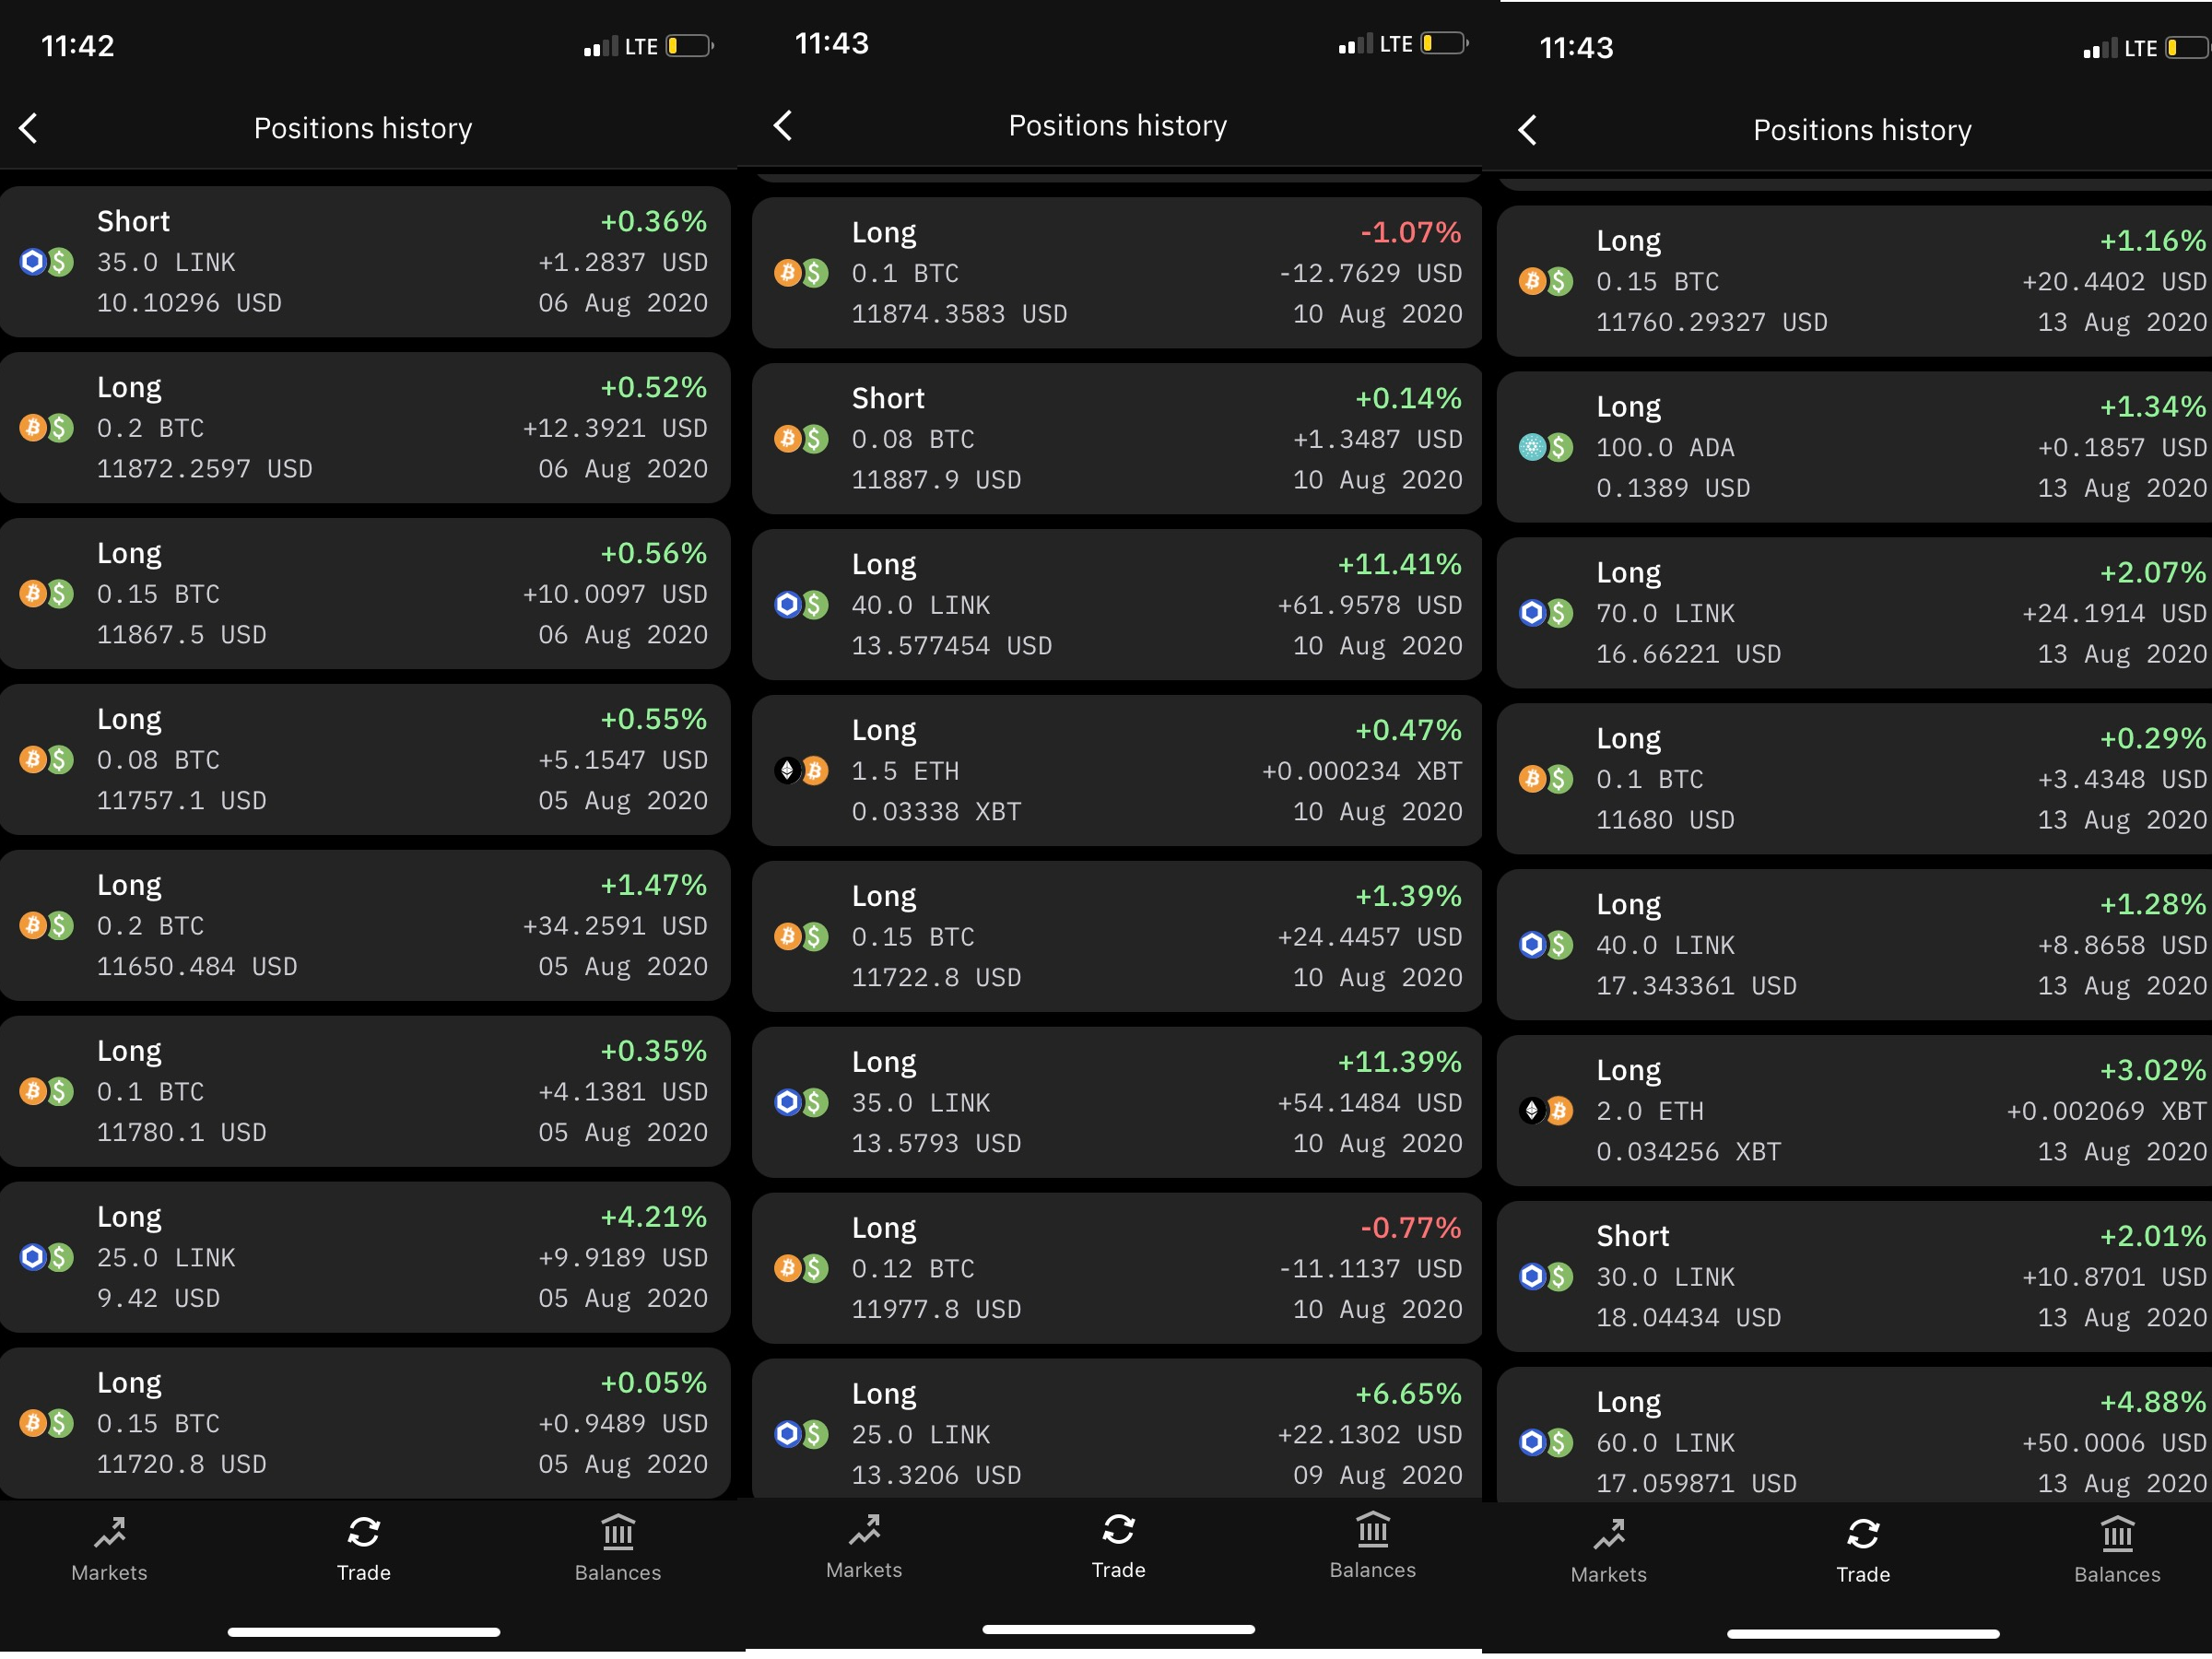 11:42
LTE
Positions history
Short +0.36%
35.0 LINK +1.2837 USD
10.10296 USD 06 Aug 2020
Long +0.52%
0.2 BTC +12.3921 USD
11872.2597 USD 06 Aug 2020
Long +0.56%
0.15 BTC +10.0097 USD
11867.5 USD 06 Aug 2020
Long +0.55%
0.08 BTC +5.1547 USD
11757.1 USD 05 Aug 2020
Long +1.47%
0.2 BTC +34.2591 USD
11650.484 USD 05 Aug 2020
Long +0.35%
0.1 BTC +4.1381 USD
11780.1 USD 05 Aug 2020
Long +4.21%
25.0 LINK +9.9189 USD
9.42 USD 05 Aug 2020
Long +0.05%
0.15 BTC +0.9489 USD
11720.8 USD 05 Aug 2020
Markets Trade Balances
11:43
LTE
Positions history
Long -1.07%
0.1 BTC -12.7629 USD
11874.3583 USD 10 Aug 2020
Short +0.14%
0.08 BTC +1.3487 USD
11887.9 USD 10 Aug 2020
Long +11.41%
40.0 LINK +61.9578 USD
13.577454 USD 10 Aug 2020
Long +0.47%
1.5 ETH +0.000234 XBT
0.03338 XBT 10 Aug 2020
Long +1.39%
0.15 BTC +24.4457 USD
11722.8 USD 10 Aug 2020
Long +11.39%
35.0 LINK +54.1484 USD
13.5793 USD 10 Aug 2020
Long -0.77%
0.12 BTC -11.1137 USD
11977.8 USD 10 Aug 2020
Long +6.65%
25.0 LINK +22.1302 USD
13.3206 USD 09 Aug 2020
Markets Trade Balances
11:43
LTE
Positions history
Long +1.16%
0.15 BTC +20.4402 USD
11760.29327 USD 13 Aug 2020
Long +1.34%
100.0 ADA +0.1857 USD
0.1389 USD 13 Aug 2020
Long +2.07%
70.0 LINK +24.1914 USD
16.66221 USD 13 Aug 2020
Long +0.29%
0.1 BTC +3.4348 USD
11680 USD 13 Aug 2020
Long +1.28%
40.0 LINK +8.8658 USD
17.343361 USD 13 Aug 2020
Long +3.02%
2.0 ETH +0.002069 XBT
0.034256 XBT 13 Aug 2020
Short +2.01%
30.0 LINK +10.8701 USD
18.04434 USD 13 Aug 2020
Long +4.88%
60.0 LINK +50.0006 USD
17.059871 USD 13 Aug 2020
Markets Trade Balances